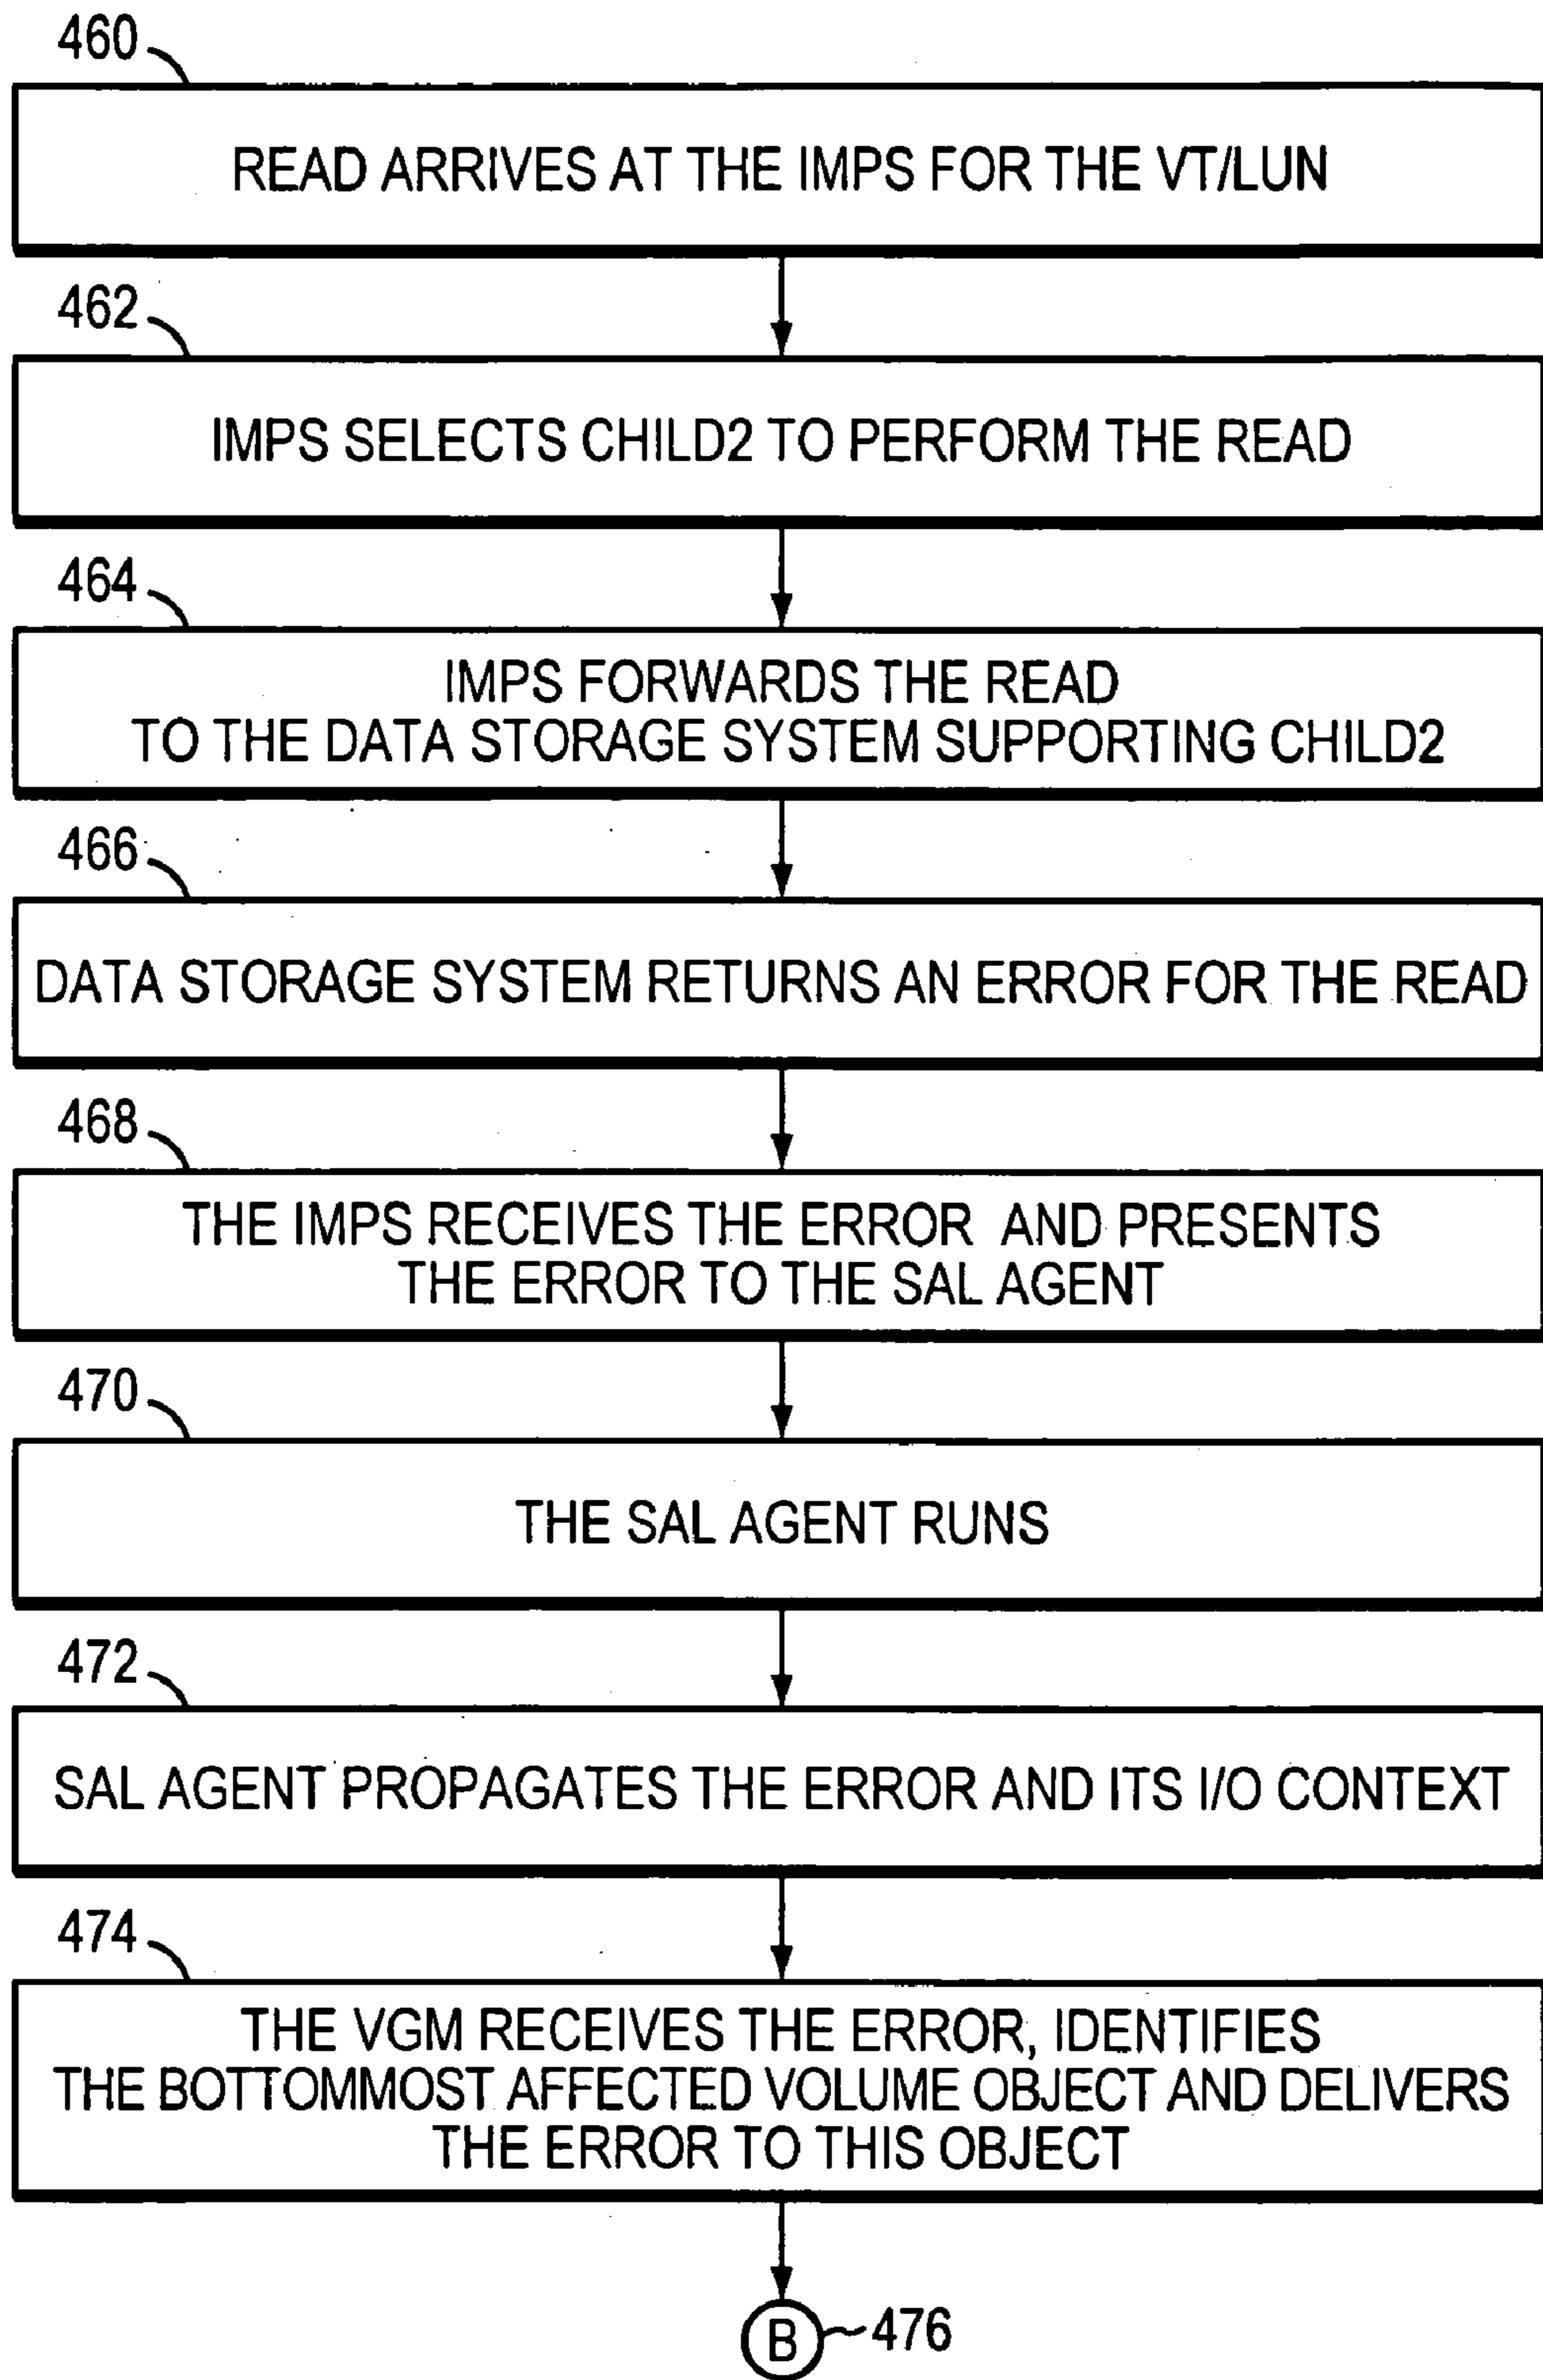 460
READ ARRIVES AT THE IMPS FOR THE VT/LUN
462
IMPS SELECTS CHILD2 TO PERFORM THE READ
464
IMPS FORWARDS THE READ
TO THE DATA STORAGE SYSTEM SUPPORTING CHILD2
466
DATA STORAGE SYSTEM RETURNS AN ERROR FOR THE READ
468
THE IMPS RECEIVES THE ERROR AND PRESENTS
THE ERROR TO THE SAL AGENT
470
THE SAL AGENT RUNS
472
SAL AGENT PROPAGATES THE ERROR AND ITS I/O CONTEXT
474
THE VGM RECEIVES THE ERROR, IDENTIFIES
THE BOTTOMMOST AFFECTED VOLUME OBJECT AND DELIVERS
THE ERROR TO THIS OBJECT
B 476